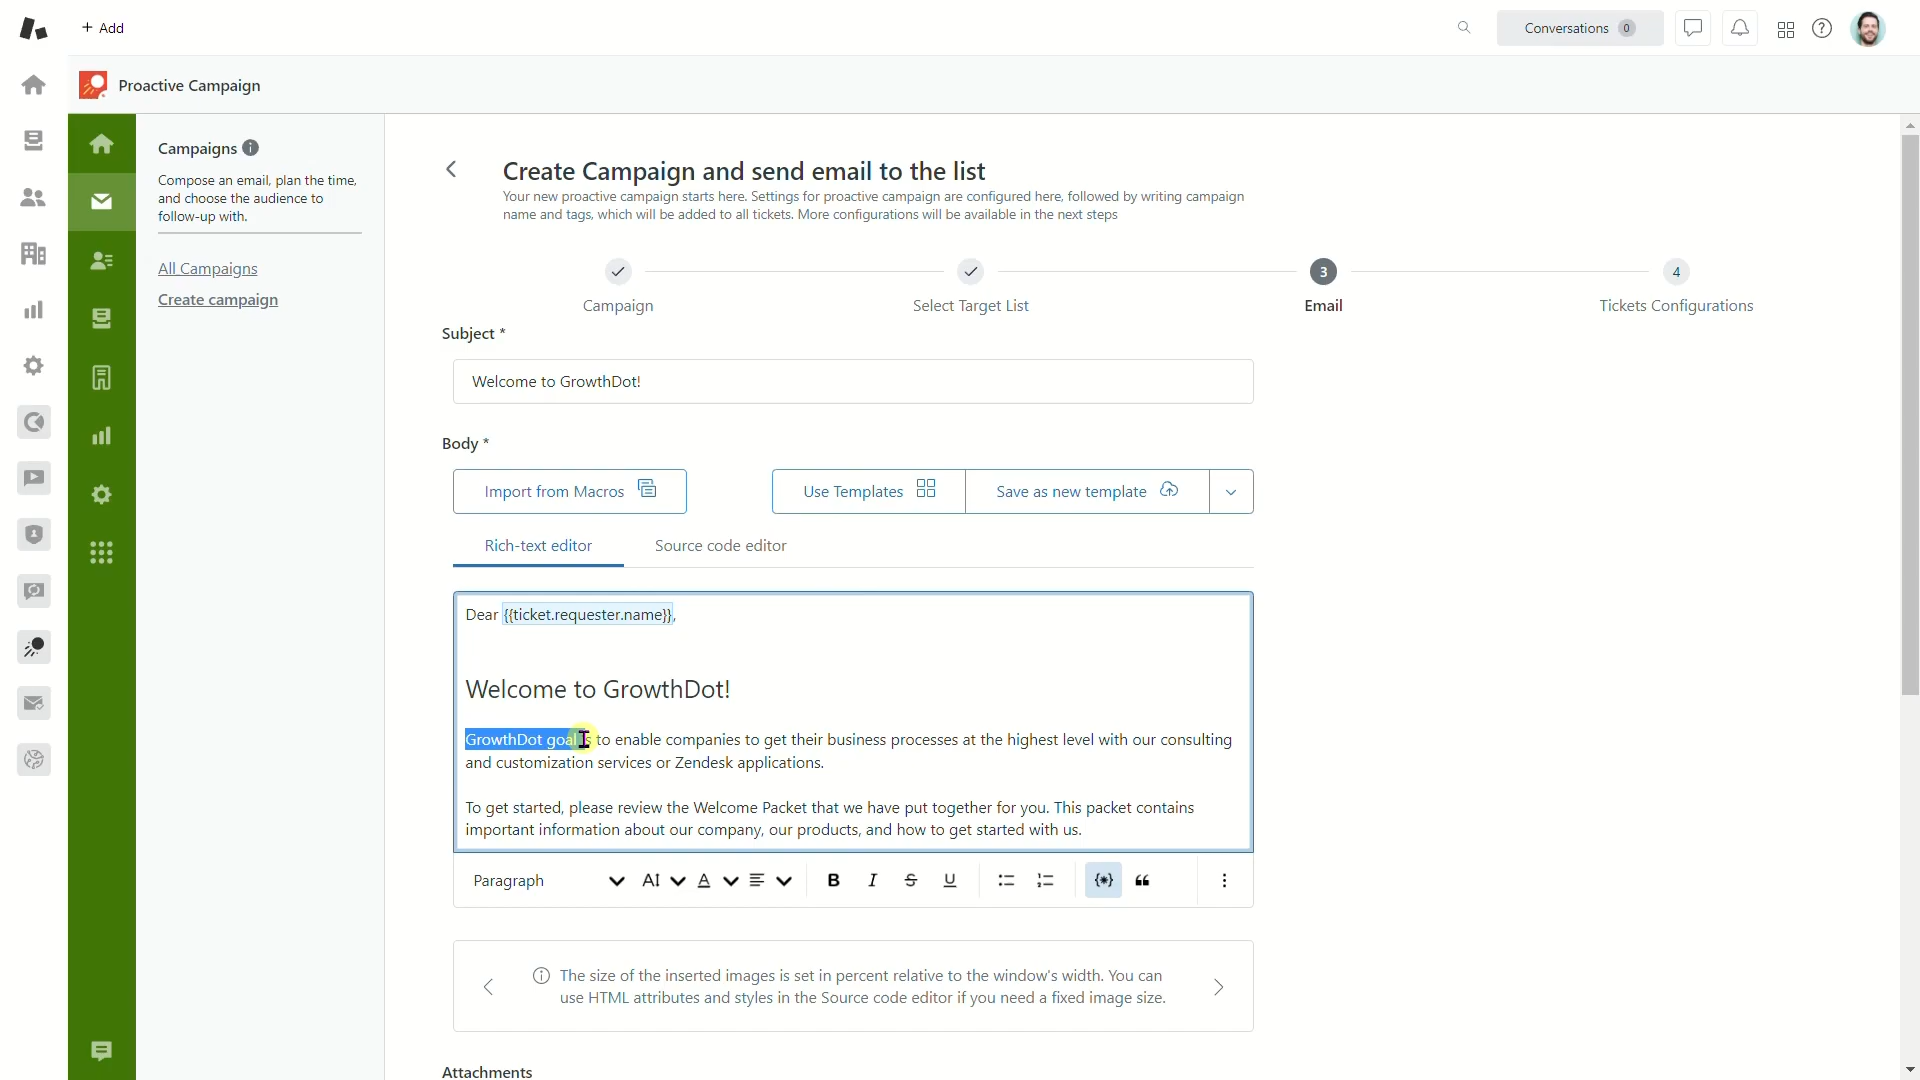 + Add
Conversations 0
Proactive Campaign
Campaigns
Compose an email, plan the time,
and choose the audience to
follow-up with.
All Campaigns
Create campaign
Create Campaign and send email to the list
Your new proactive campaign starts here. Settings for proactive campaign are configured here, followed by writing campaign
name and tags, which will be added to all tickets. More configurations will be available in the next steps
Campaign
Select Target List
3
Email
4
Tickets Configurations
Subject *
Welcome to GrowthDot!
Body *
Import from Macros
Use Templates
Save as new template
Rich-text editor
Source code editor
Dear {{ticket.requester.name}},
Welcome to GrowthDot!
GrowthDot goal is to enable companies to get their business processes at the highest level with our consulting
and customization services or Zendesk applications.
To get started, please review the Welcome Packet that we have put together for you. This packet contains
important information about our company, our products, and how to get started with us.
Paragraph
The size of the inserted images is set in percent relative to the window's width. You can
use HTML attributes and styles in the Source code editor if you need a fixed image size.
Attachments